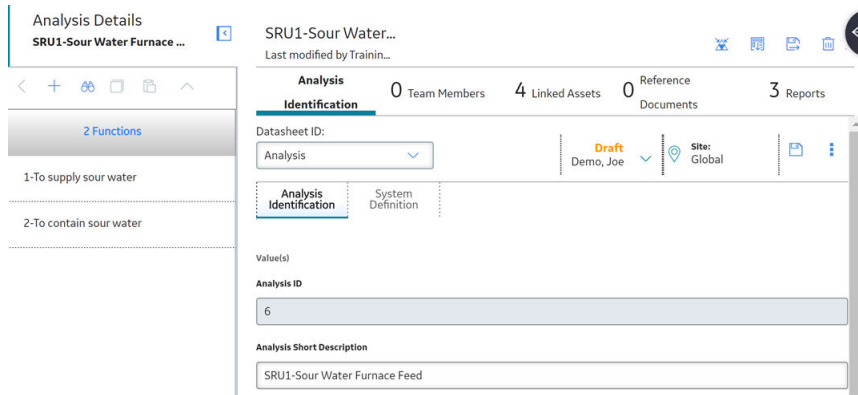 Analysis Details
SRU1-Sour Water Furnace ...
2 Functions
1-To supply sour water
2-To contain sour water
SRU1-Sour Water...
Last modified by Trainin...
Analysis
Identification
0 Team Members
4 Linked Assets
0 Reference
Documents
3 Reports
Datasheet ID:
Analysis
Draft
Demo, Joe
Site:
Global
Analysis
Identification
System
Definition
Value(s)
Analysis ID
6
Analysis Short Description
SRU1-Sour Water Furnace Feed